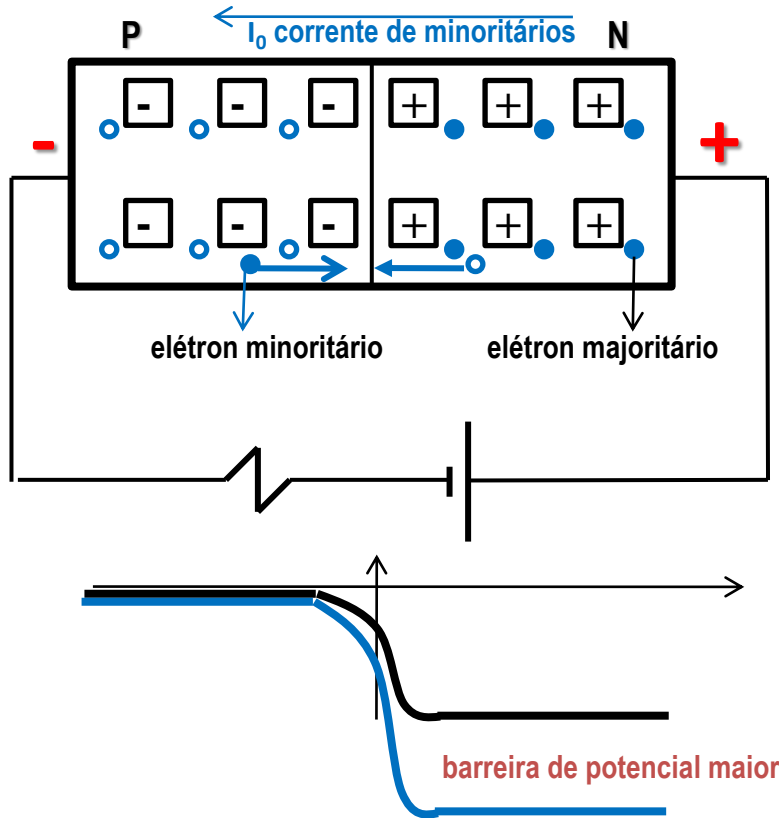 I₀ corrente de minoritários
P N
- - - + + +
- +
- - - + + +
elétron minoritário elétron majoritário
barreira de potencial maior